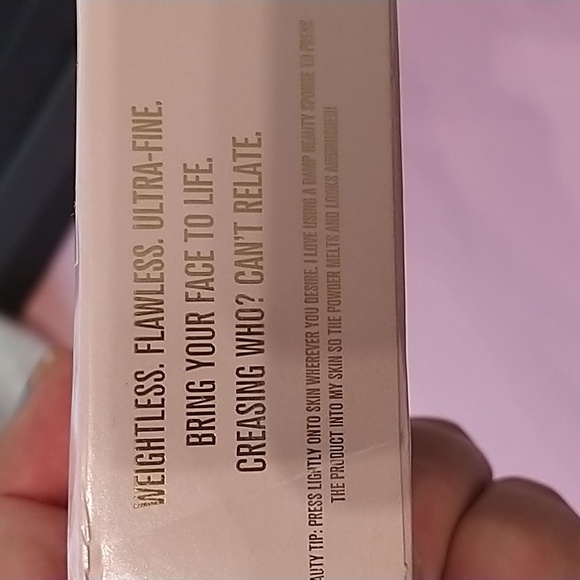 WEIGHTLESS. FLAWLESS. ULTRA-FINE.
BRING YOUR FACE TO LIFE.
CREASING WHO? CAN'T RELATE.
AUTY TIP: PRESS LIGHTLY ONTO SKIN WHEREVER YOU DESIRE. I LOVE USING A DAMP BEAUTY SPONGE TO PRESS
THE PRODUCT INTO MY SKIN SO THE POWDER MELTS AND LOOKS AIRBRUSHED!